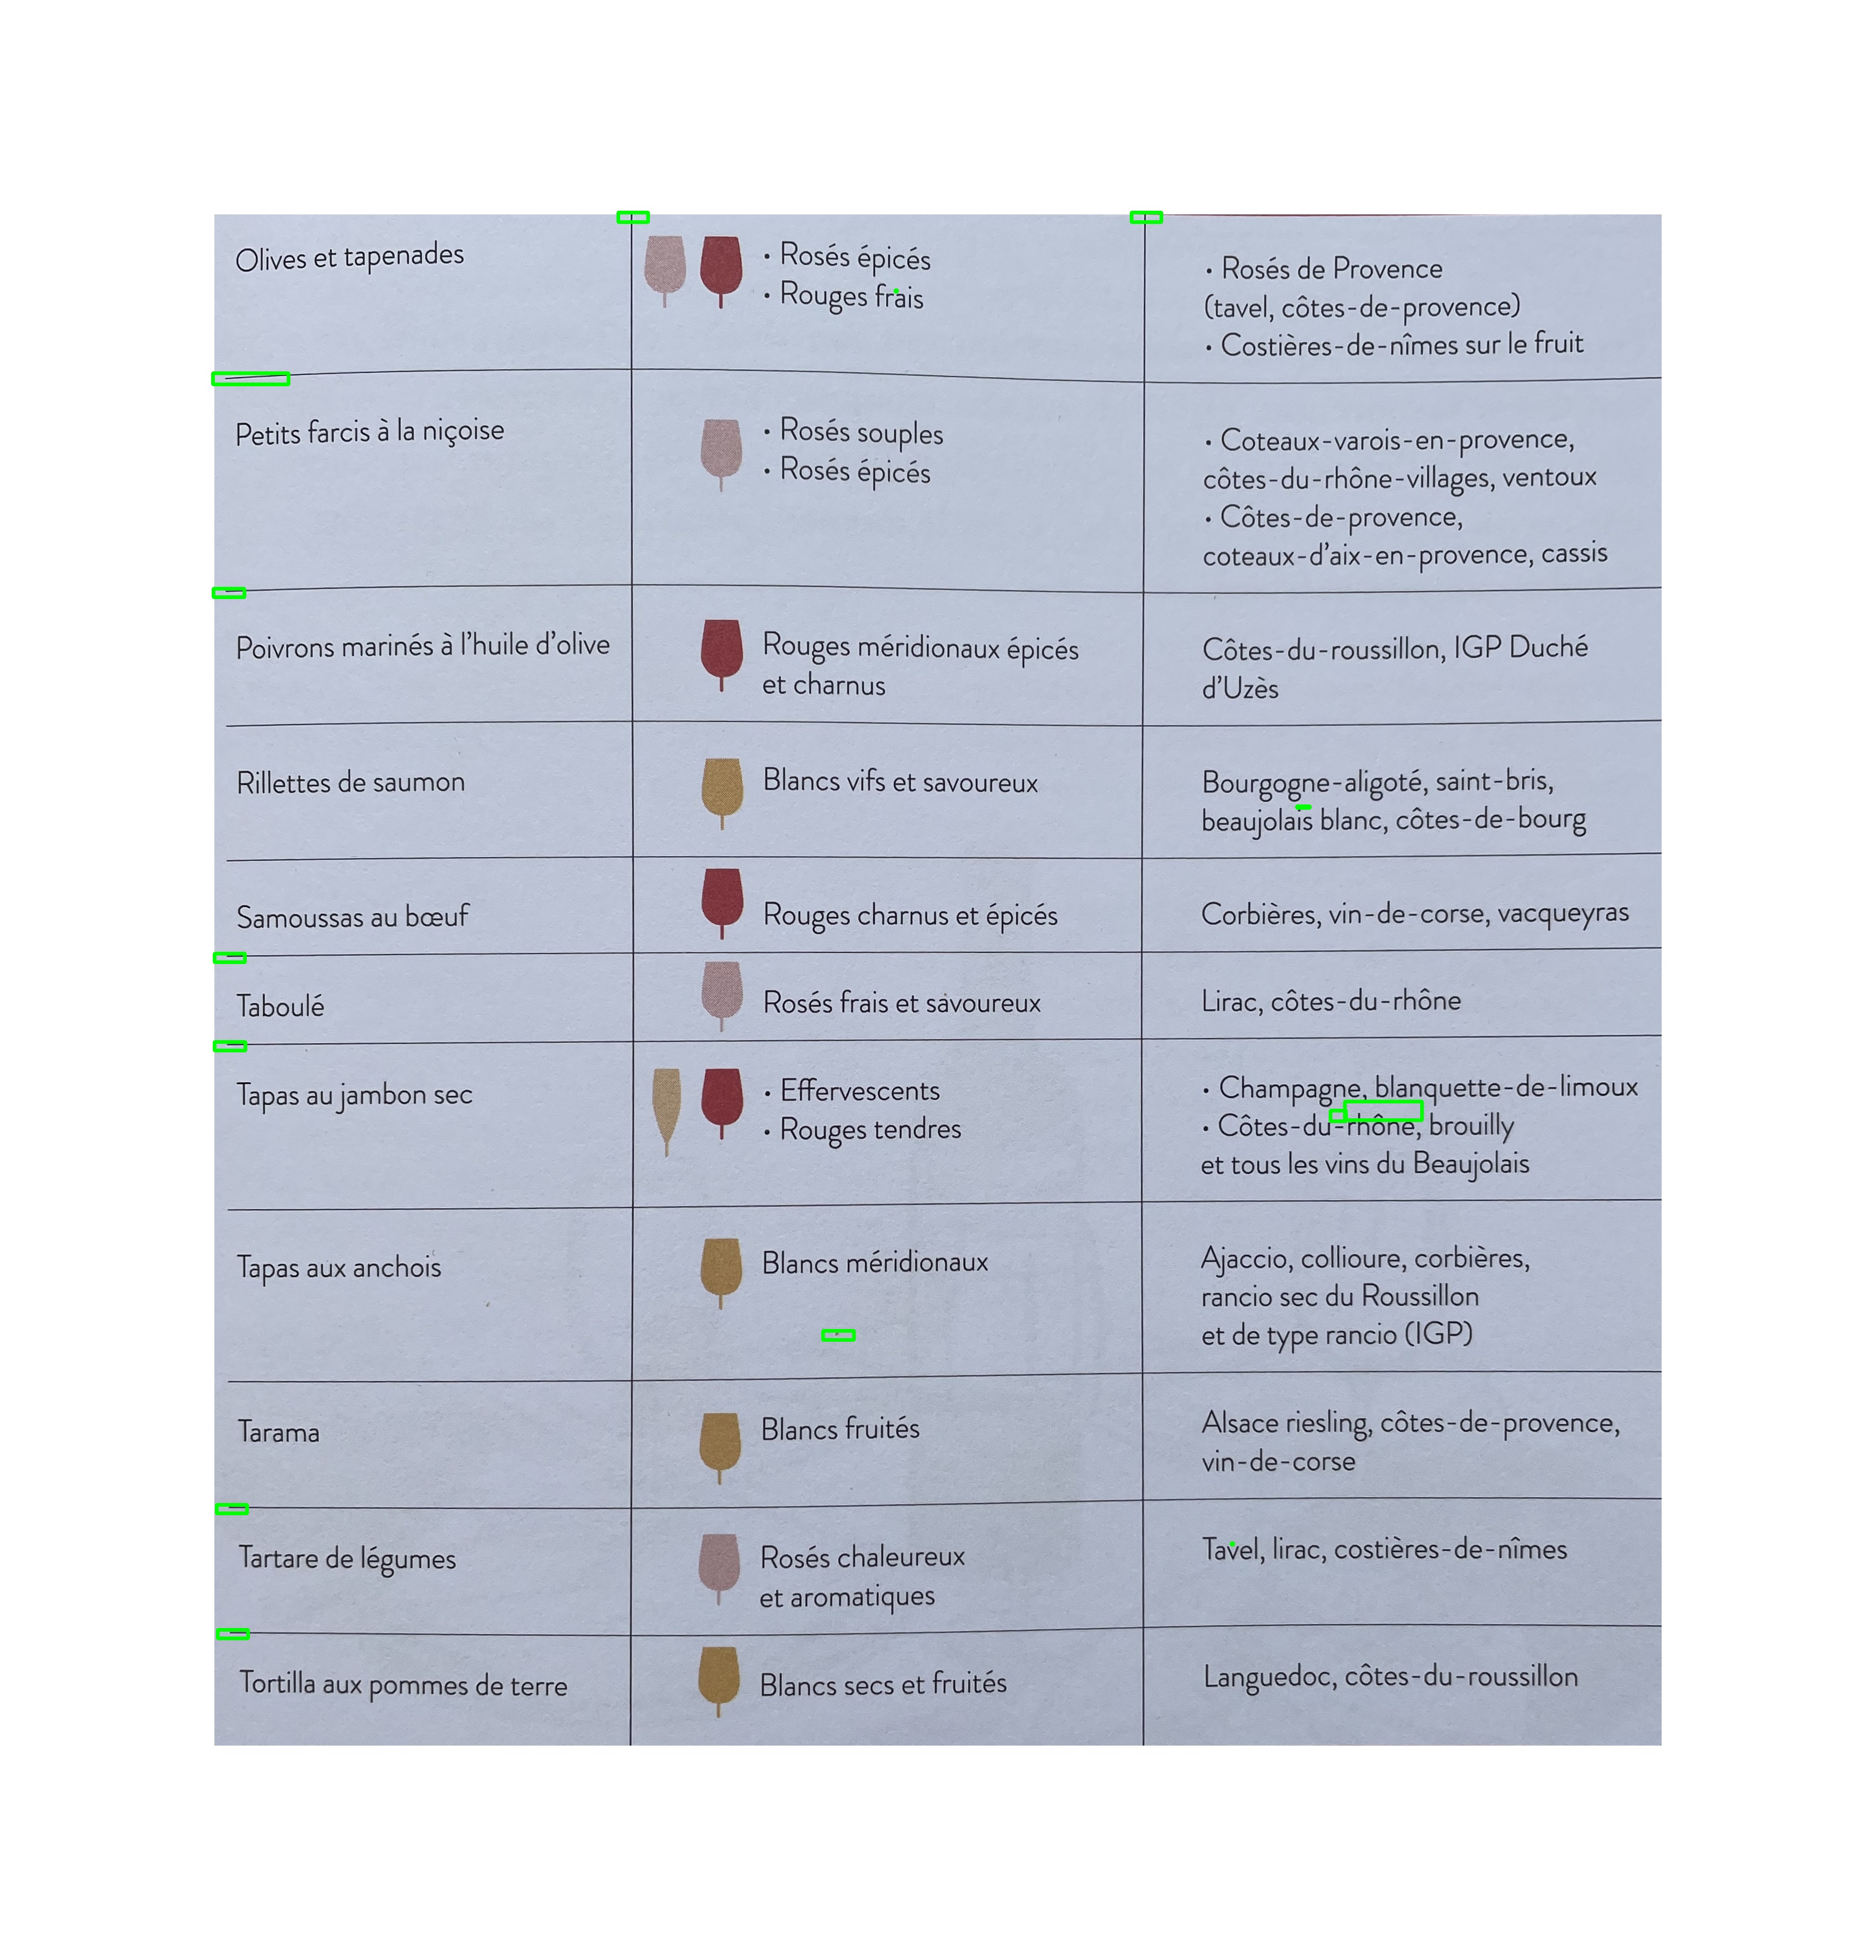 Olives et tapenades
• Rosés épicés
• Rouges frais
• Rosés de Provence
(tavel, côtes-de-provence)
• Costières-de-nîmes sur le fruit
Petits farcis à la niçoise
• Rosés souples
• Rosés épicés
• Coteaux-varois-en-provence,
côtes-du-rhône-villages, ventoux
• Côtes-de-provence,
coteaux-d'aix-en-provence, cassis
Poivrons marinés à l'huile d'olive
Rouges méridionaux épicés
et charnus
Côtes-du-roussillon, IGP Duché
d'Uzès
Rillettes de saumon
Blancs vifs et savoureux
Bourgogne-aligoté, saint-bris,
beaujolais blanc, côtes-de-bourg
Samoussas au bœuf
Rouges charnus et épicés
Corbières, vin-de-corse, vacqueyras
Taboulé
Rosés frais et savoureux
Lirac, côtes-du-rhône
Tapas au jambon sec
• Effervescents
• Rouges tendres
• Champagne, blanquette-de-limoux
• Côtes-du-rhône, brouilly
et tous les vins du Beaujolais
Tapas aux anchois
Blancs méridionaux
Ajaccio, collioure, corbières,
rancio sec du Roussillon
et de type rancio (IGP)
Tarama
Blancs fruités
Alsace riesling, côtes-de-provence,
vin-de-corse
Tartare de légumes
Rosés chaleureux
et aromatiques
Tavel, lirac, costières-de-nîmes
Tortilla aux pommes de terre
Blancs secs et fruités
Languedoc, côtes-du-roussillon